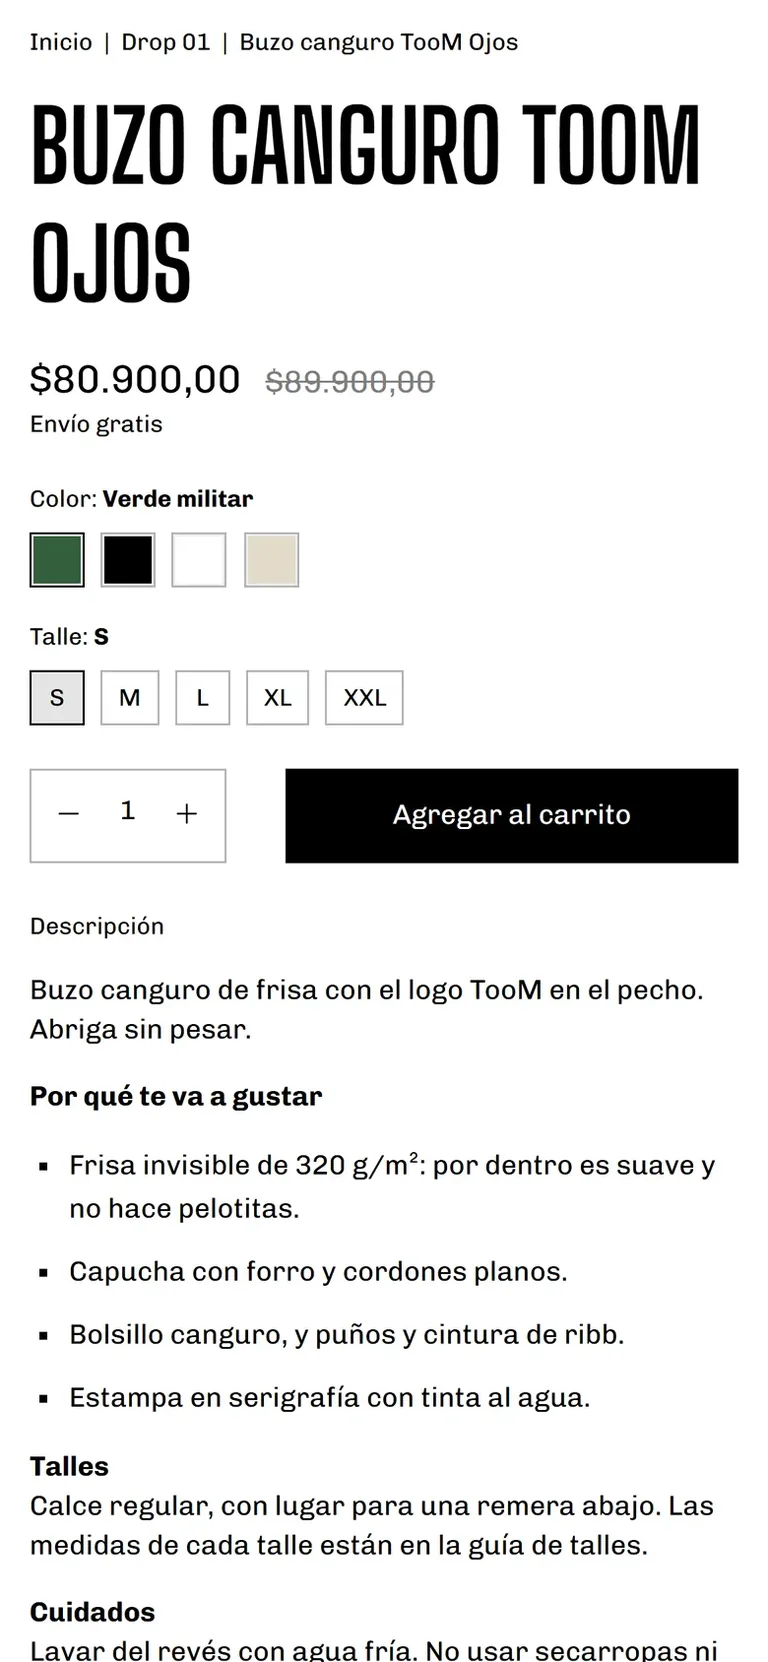 Inicio | Drop 01 | Buzo canguro TooM Ojos
BUZO CANGURO TOOM
OJOS
$80.900,00 $89.900,00
Envío gratis
Color: Verde militar
Talle: S
S M L XL XXL
− 1 +
Agregar al carrito
Descripción
Buzo canguro de frisa con el logo TooM en el pecho.
Abriga sin pesar.
Por qué te va a gustar
▪ Frisa invisible de 320 g/m²: por dentro es suave y
no hace pelotitas.
▪ Capucha con forro y cordones planos.
▪ Bolsillo canguro, y puños y cintura de ribb.
▪ Estampa en serigrafía con tinta al agua.
Talles
Calce regular, con lugar para una remera abajo. Las
medidas de cada talle están en la guía de talles.
Cuidados
Lavar del revés con agua fría. No usar secarropas ni